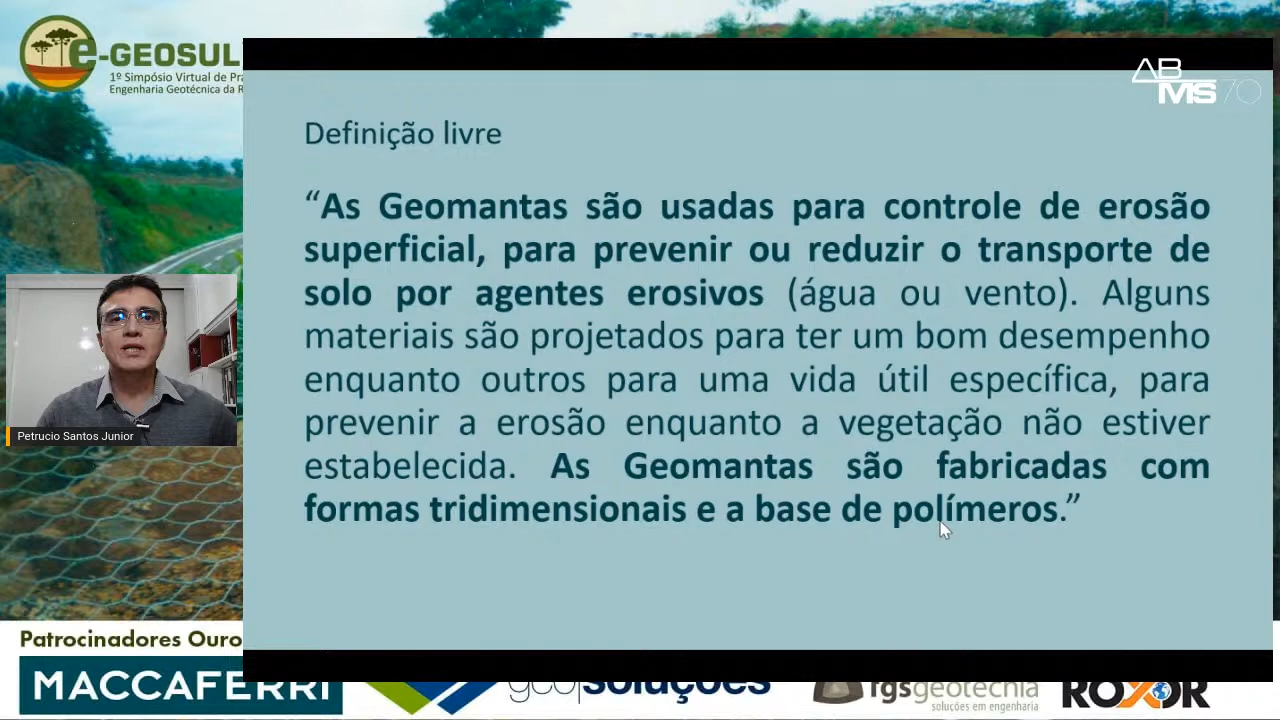 e-GEOSUL
1º Simpósio Virtual de
Engenharia Geotécnica da
AB
MS70
Definição livre
“As Geomantas são usadas para controle de erosão
superficial, para prevenir ou reduzir o transporte de
solo por agentes erosivos (água ou vento). Alguns
materiais são projetados para ter um bom desempenho
enquanto outros para uma vida útil específica, para
prevenir a erosão enquanto a vegetação não estiver
estabelecida. As Geomantas são fabricadas com
formas tridimensionais e a base de polímeros.”
Petrucio Santos Junior
Patrocinadores Ouro
MACCAFERRI
geo|soluções
fgsgeotecnia
soluções em engenharia
ROXOR